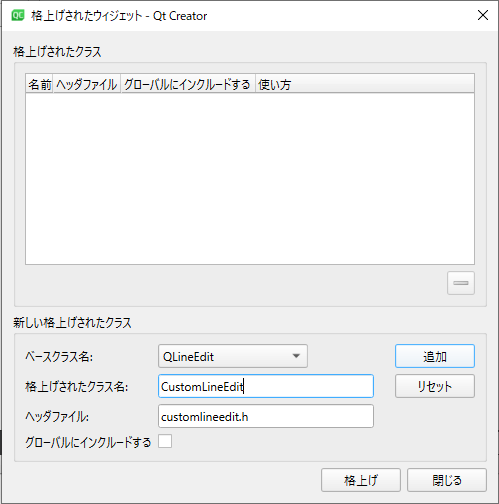 QC 格上げされたウィジェット - Qt Creator
格上げされたクラス
名前 ヘッダファイル グローバルにインクルードする 使い方
新しい格上げされたクラス
ベースクラス名: QLineEdit 追加
格上げされたクラス名: CustomLineEdit リセット
ヘッダファイル: customlineedit.h
グローバルにインクルードする
格上げ 閉じる